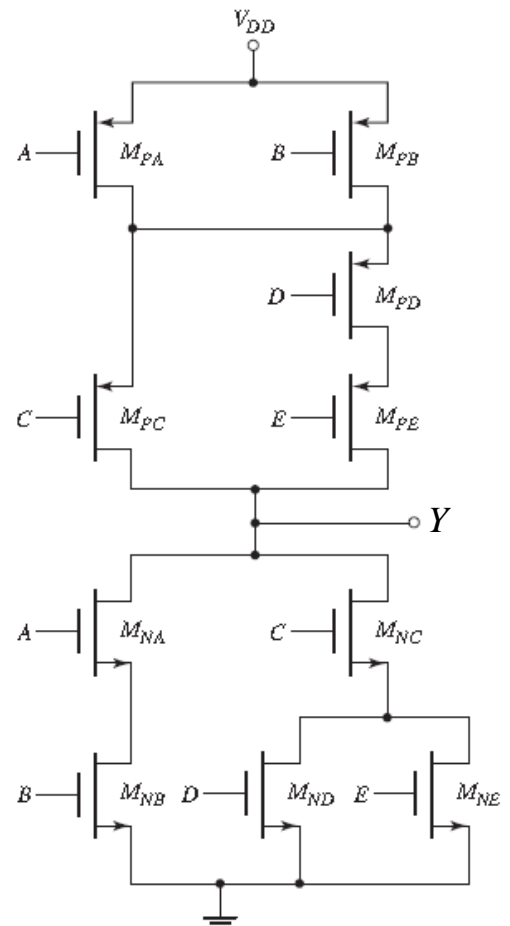 V_DD
A M_PA B M_PB
D M_PD
C M_PC E M_PE
Y
A M_NA C M_NC
B M_NB D M_ND E M_NE